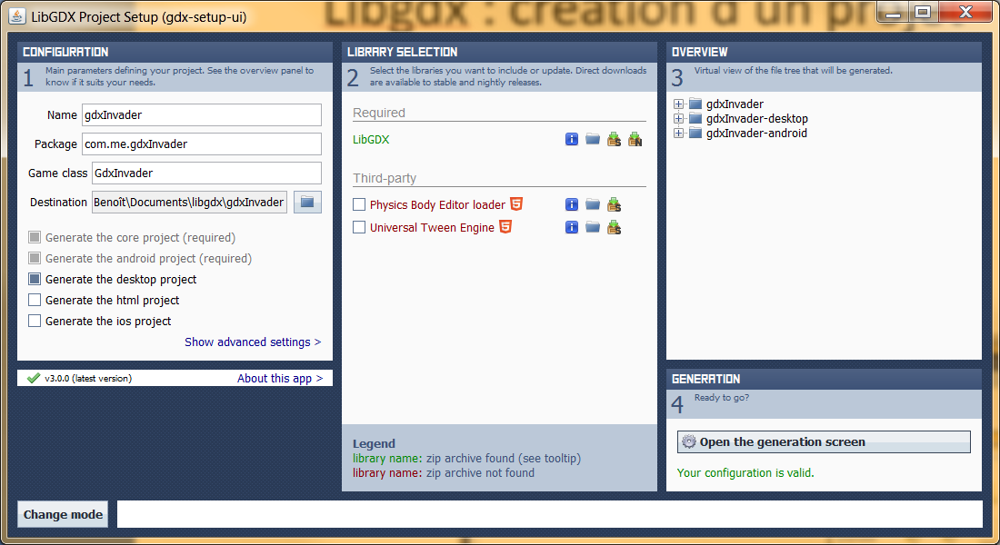 LibGDX Project Setup (gdx-setup-ui)
Libgdx : création d'un projet
CONFIGURATION
1
Main parameters defining your project. See the overview panel to
know if it suits your needs.
Name
gdxInvader
Package
com.me.gdxInvader
Game class
GdxInvader
Destination
Benoît\Documents\libgdx\gdxInvader
Generate the core project (required)
Generate the android project (required)
Generate the desktop project
Generate the html project
Generate the ios project
Show advanced settings >
v3.0.0 (latest version)
About this app >
LIBRARY SELECTION
2
Select the libraries you want to include or update. Direct downloads
are available to stable and nightly releases.
Required
LibGDX
S
N
Third-party
Physics Body Editor loader
S
Universal Tween Engine
S
Legend
library name: zip archive found (see tooltip)
library name: zip archive not found
OVERVIEW
3
Virtual view of the file tree that will be generated.
gdxInvader
gdxInvader-desktop
gdxInvader-android
GENERATION
4
Ready to go?
Open the generation screen
Your configuration is valid.
Change mode